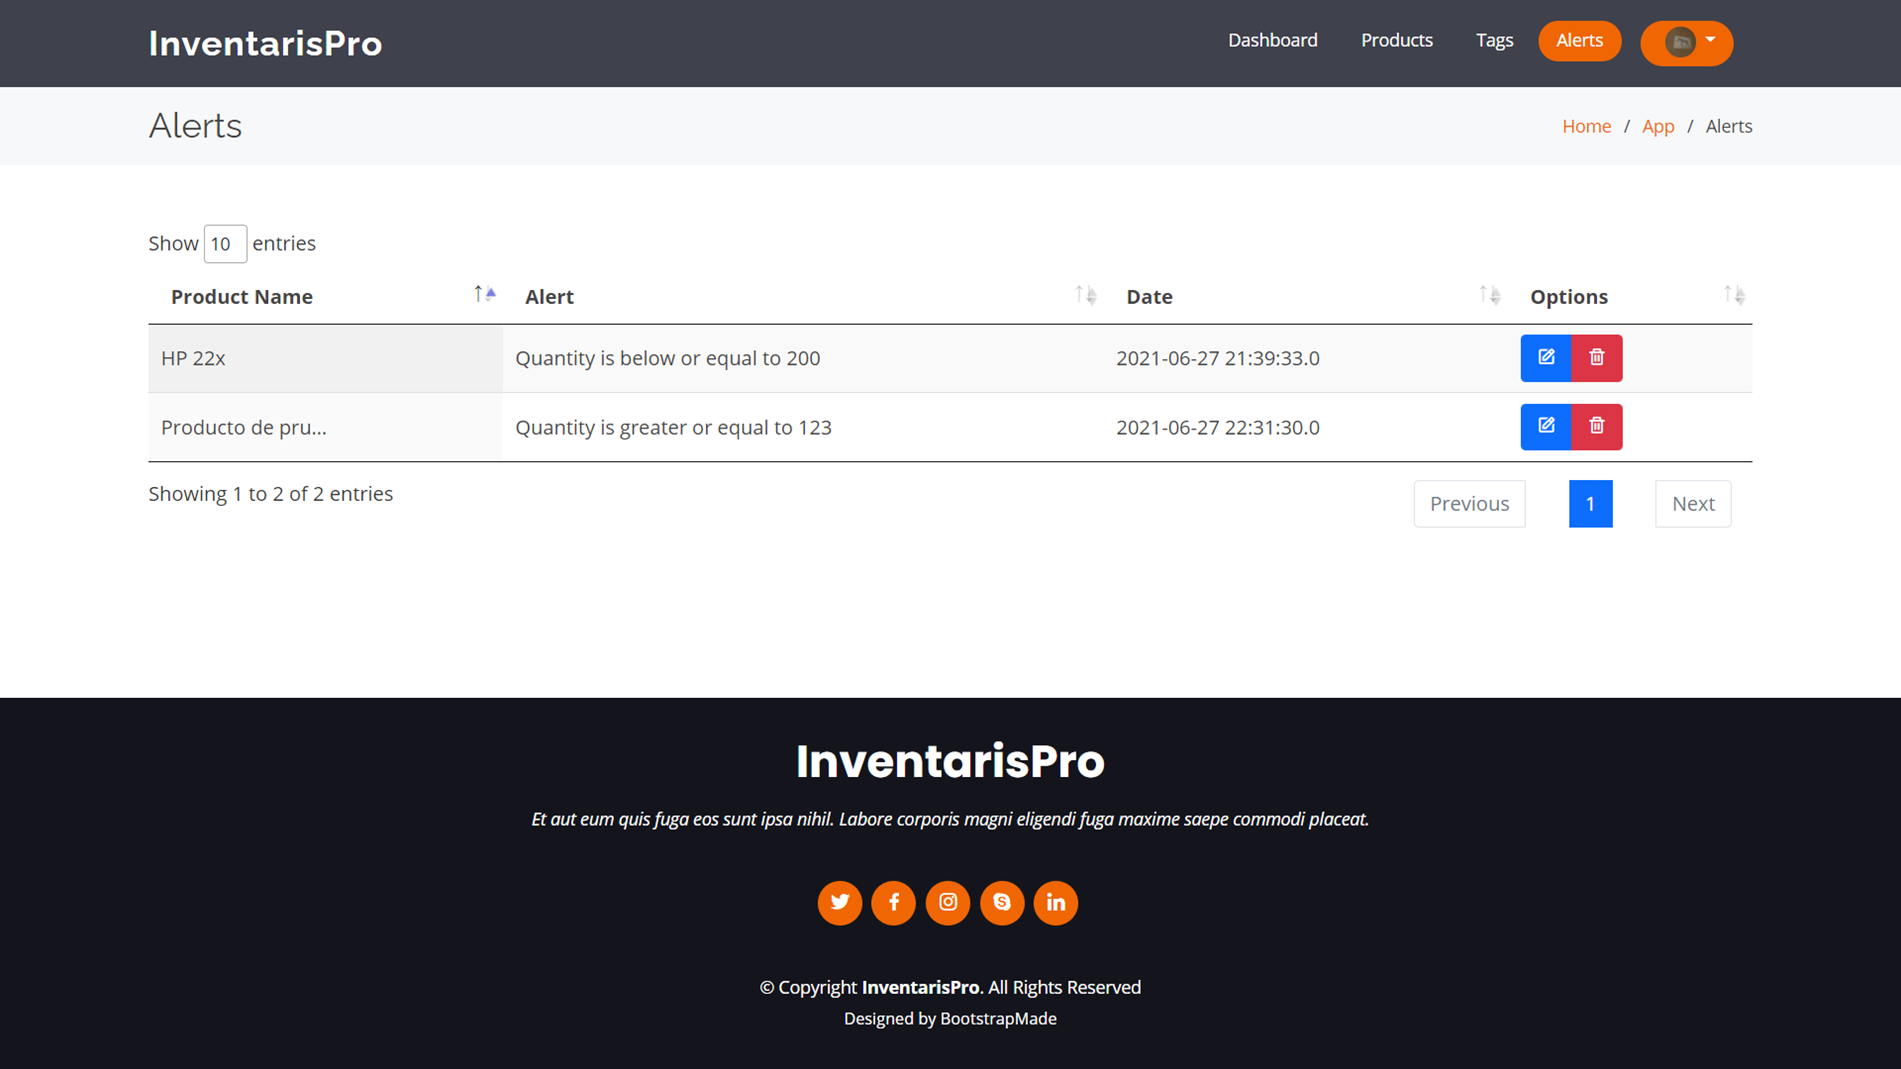 InventarisPro
Dashboard Products Tags Alerts
Alerts
Home / App / Alerts
Show 10 entries
Product Name Alert Date Options
HP 22x Quantity is below or equal to 200 2021-06-27 21:39:33.0
Producto de pru... Quantity is greater or equal to 123 2021-06-27 22:31:30.0
Showing 1 to 2 of 2 entries
Previous 1 Next
InventarisPro
Et aut eum quis fuga eos sunt ipsa nihil. Labore corporis magni eligendi fuga maxime saepe commodi placeat.
© Copyright InventarisPro. All Rights Reserved
Designed by BootstrapMade